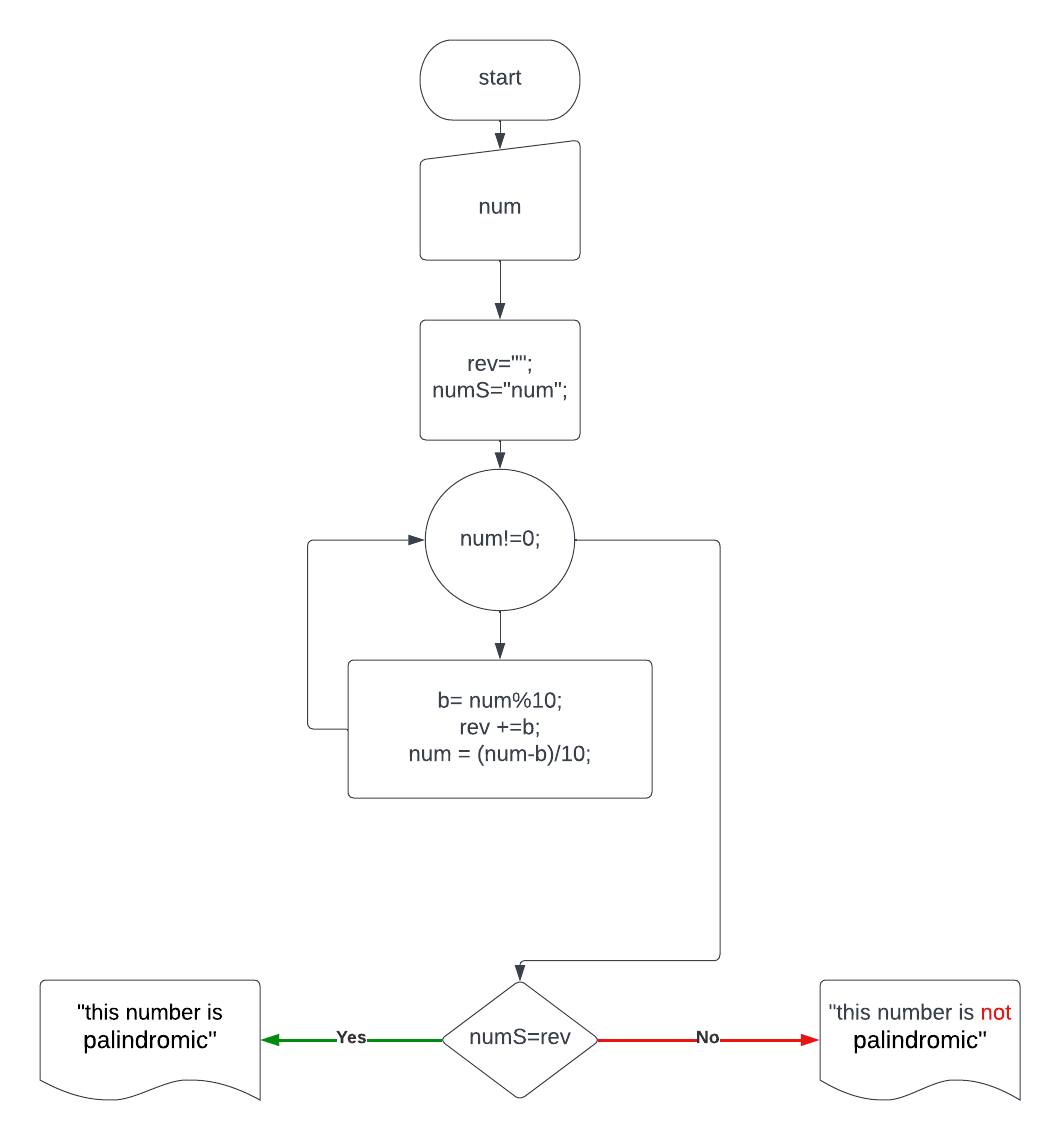 start
num
rev="";
numS="num";
num!=0;
b= num%10;
rev +=b;
num = (num-b)/10;
"this number is
palindromic"
Yes
numS=rev
No
"this number is not
palindromic"